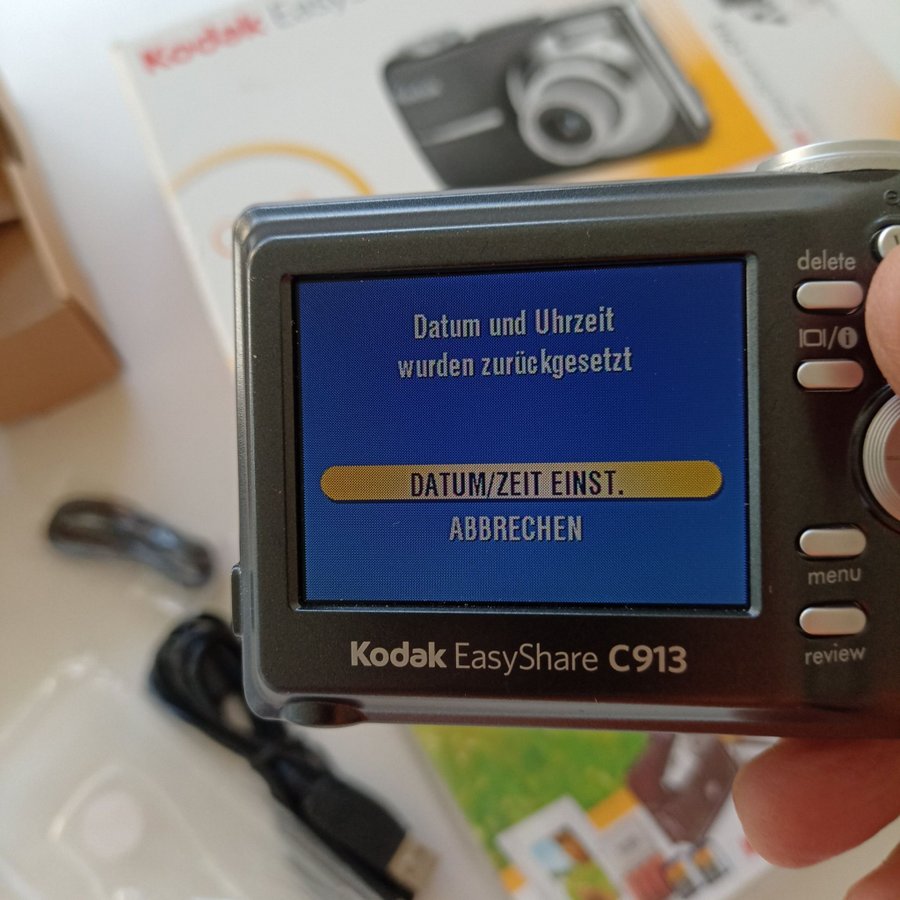 Kodak
delete
Datum und Uhrzeit
wurden zurückgesetzt
DATUM/ZEIT EINST.
ABBRECHEN
menu
review
Kodak EasyShare C913